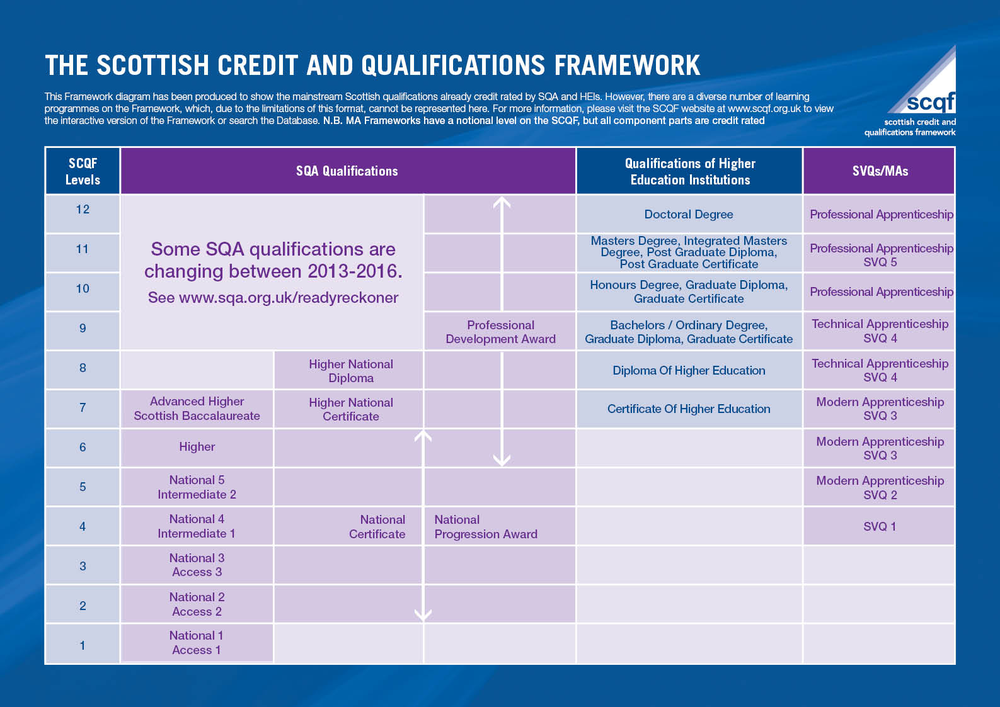 THE SCOTTISH CREDIT AND QUALIFICATIONS FRAMEWORK
This Framework diagram has been produced to show the mainstream Scottish qualifications already credit rated by SQA and HEIs. However, there are a diverse number of learning
programmes on the Framework, which, due to the limitations of this format, cannot be represented here. For more information, please visit the SCQF website at www.scqf.org.uk to view
the interactive version of the Framework or search the Database. N.B. MA Frameworks have a notional level on the SCQF, but all component parts are credit rated
scqf
scottish credit and
qualifications framework
SCQF
Levels
SQA Qualifications
Qualifications of Higher
Education Institutions
SVQs/MAs
12
Doctoral Degree
Professional Apprenticeship
Some SQA qualifications are
changing between 2013-2016.
See www.sqa.org.uk/readyreckoner
11
Masters Degree, Integrated Masters
Degree, Post Graduate Diploma,
Post Graduate Certificate
Professional Apprenticeship
SVQ 5
10
Honours Degree, Graduate Diploma,
Graduate Certificate
Professional Apprenticeship
9
Professional
Development Award
Bachelors / Ordinary Degree,
Graduate Diploma, Graduate Certificate
Technical Apprenticeship
SVQ 4
8
Higher National
Diploma
Diploma Of Higher Education
Technical Apprenticeship
SVQ 4
7
Advanced Higher
Scottish Baccalaureate
Higher National
Certificate
Certificate Of Higher Education
Modern Apprenticeship
SVQ 3
6
Higher
Modern Apprenticeship
SVQ 3
5
National 5
Intermediate 2
Modern Apprenticeship
SVQ 2
4
National 4
Intermediate 1
National
Certificate
National
Progression Award
SVQ 1
3
National 3
Access 3
2
National 2
Access 2
1
National 1
Access 1